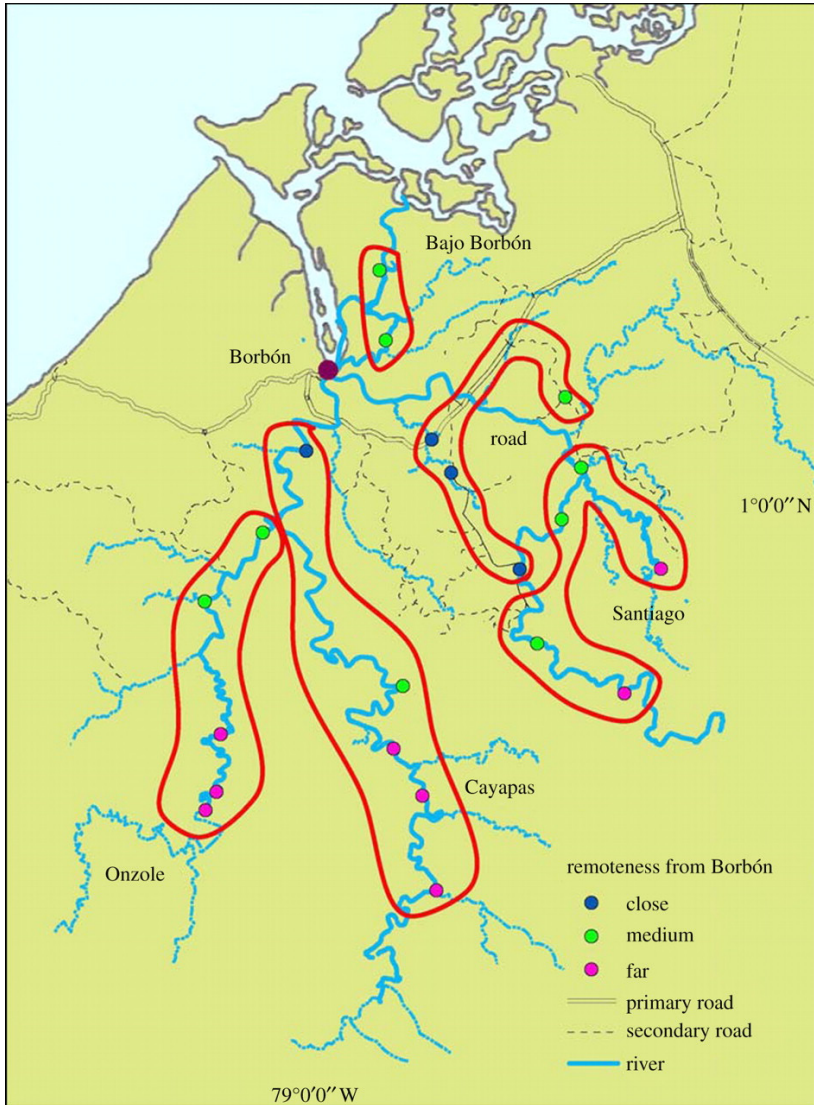 Bajo Borbón
Borbón
road
1°0′0″ N
Santiago
Cayapas
Onzole
remoteness from Borbón
close
medium
far
primary road
secondary road
river
79°0′0″ W